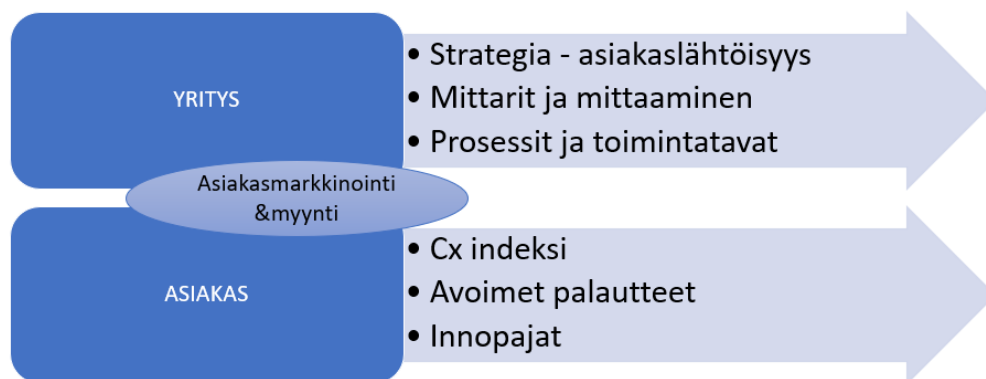 YRITYS
• Strategia - asiakaslähtöisyys
• Mittarit ja mittaaminen
• Prosessit ja toimintatavat
Asiakasmarkkinointi
&myynti
ASIAKAS
• Cx indeksi
• Avoimet palautteet
• Innopajat